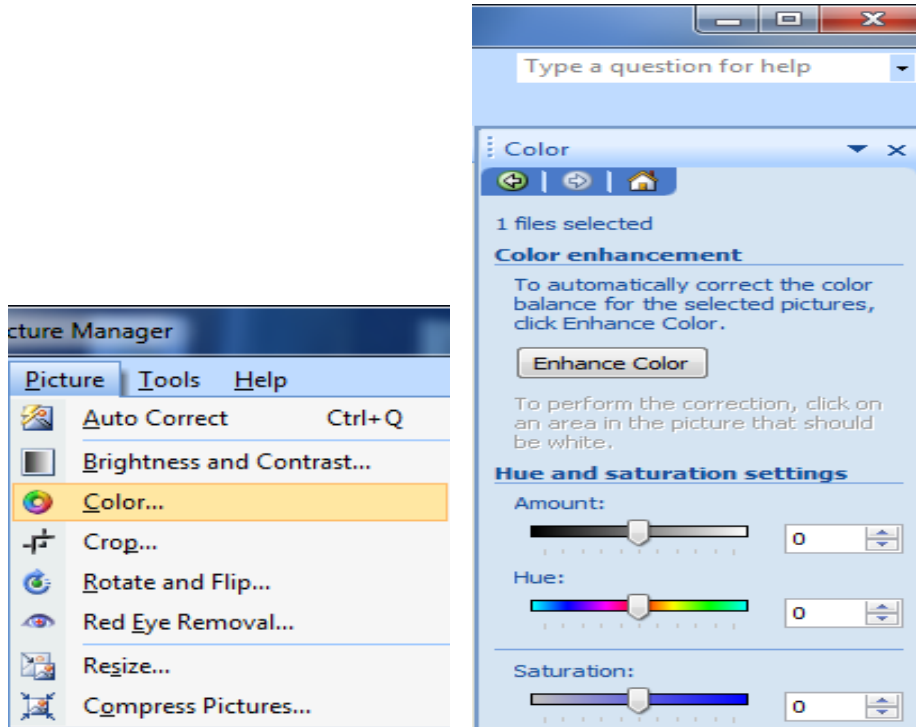 cture Manager
Picture Tools Help
Auto Correct Ctrl+Q
Brightness and Contrast...
Color...
Crop...
Rotate and Flip...
Red Eye Removal...
Resize...
Compress Pictures...
Type a question for help
Color
1 files selected
Color enhancement
To automatically correct the color
balance for the selected pictures,
click Enhance Color.
Enhance Color
To perform the correction, click on
an area in the picture that should
be white.
Hue and saturation settings
Amount:
0
Hue:
0
Saturation:
0